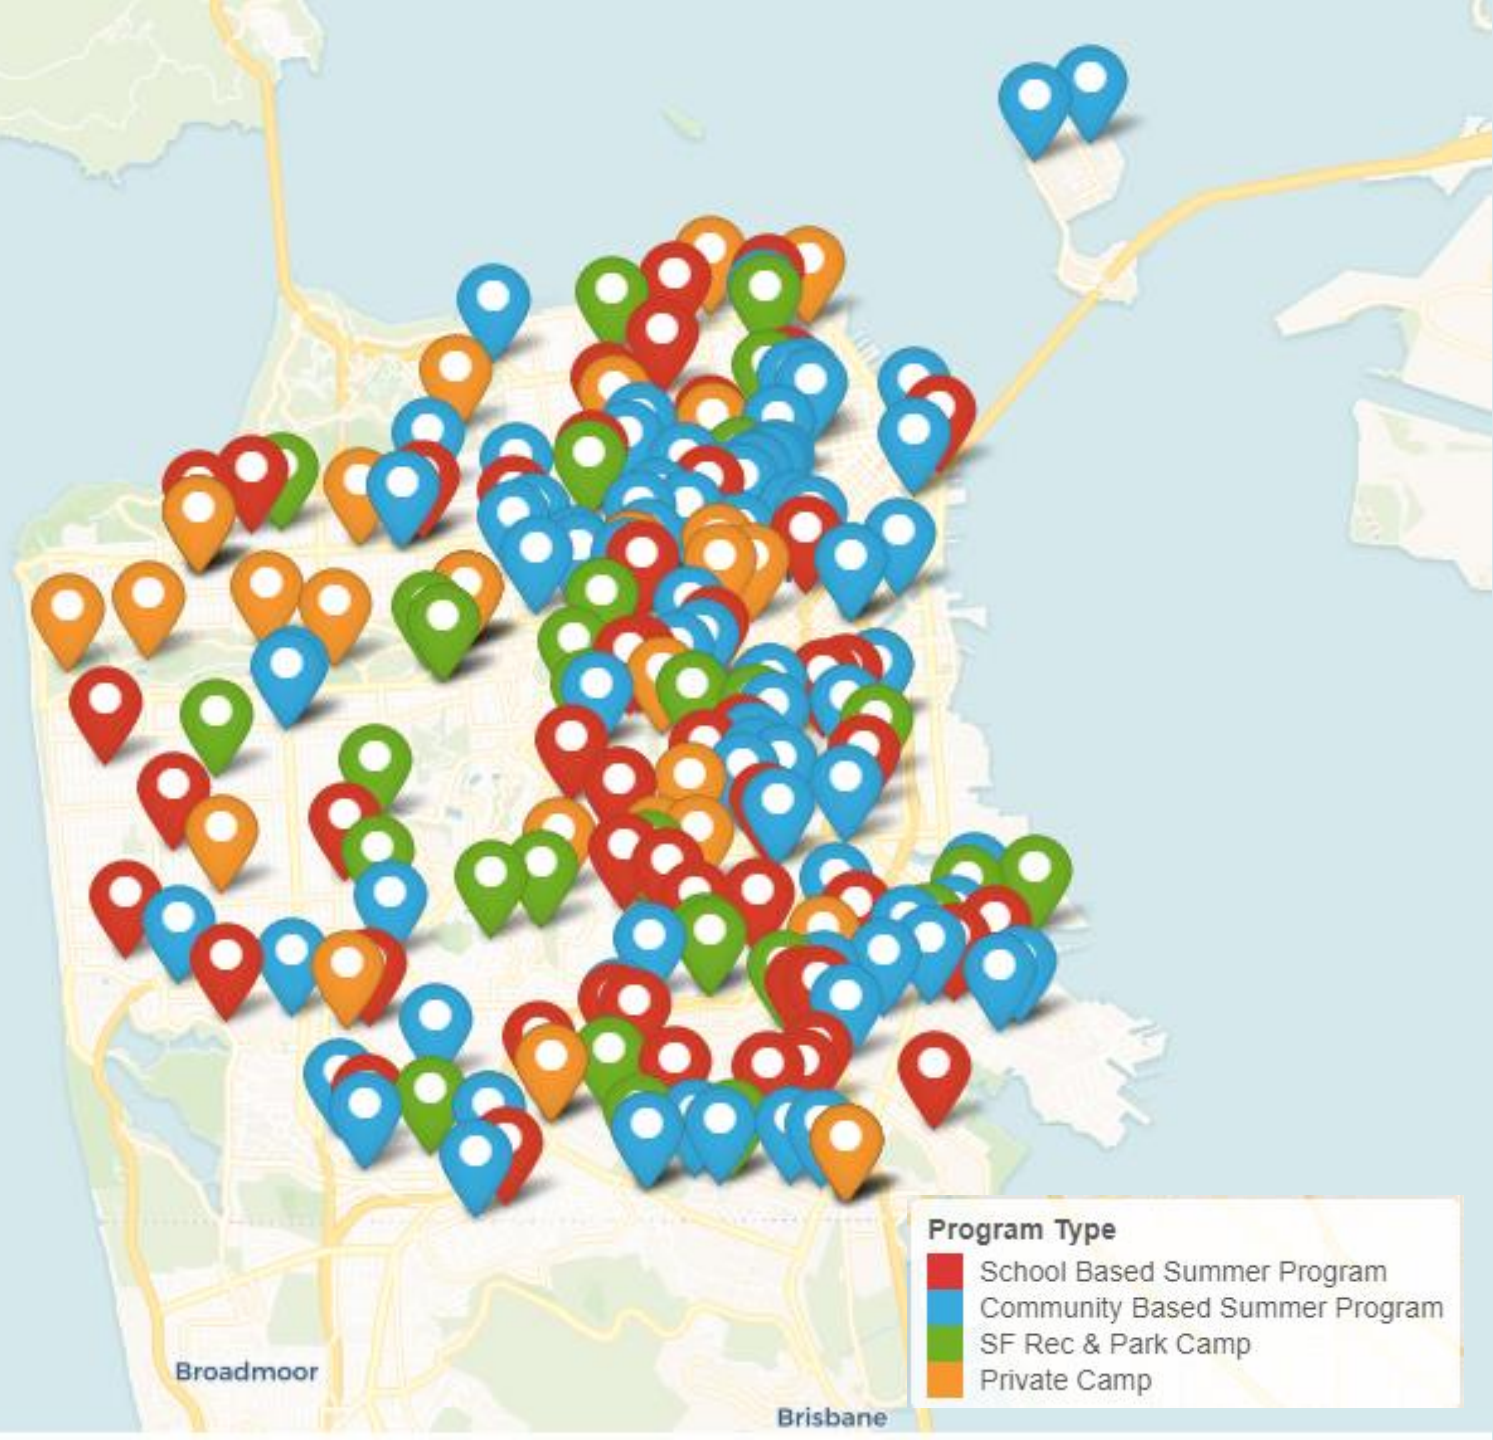 Program Type
School Based Summer Program
Community Based Summer Program
SF Rec & Park Camp
Private Camp
Broadmoor
Brisbane